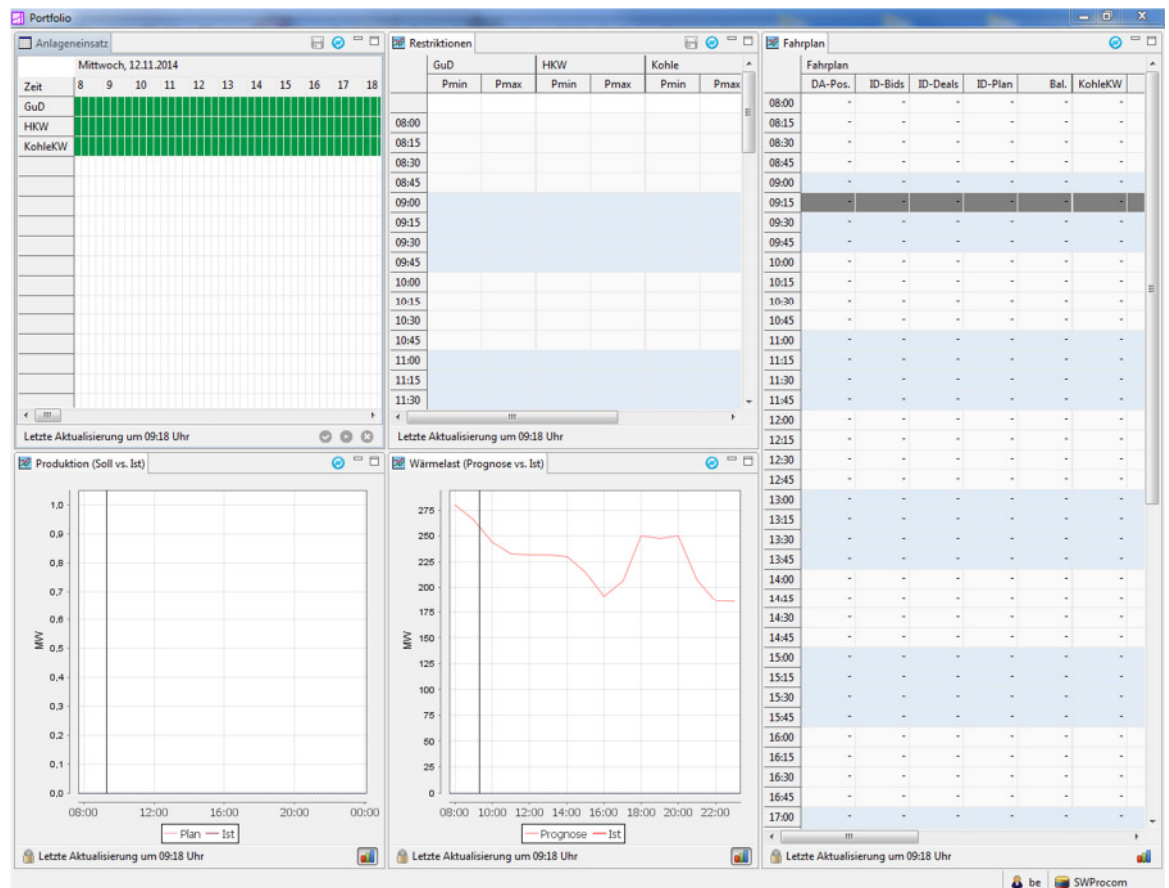 Portfolio
Anlageneinsatz
Mittwoch, 12.11.2014
Zeit 8 9 10 11 12 13 14 15 16 17 18
GuD
HKW
KohleKW
Letzte Aktualisierung um 09:18 Uhr
Restriktionen
GuD HKW Kohle
Pmin Pmax Pmin Pmax Pmin Pmax
08:00
08:15
08:30
08:45
09:00
09:15
09:30
09:45
10:00
10:15
10:30
10:45
11:00
11:15
11:30
Letzte Aktualisierung um 09:18 Uhr
Fahrplan
Fahrplan
DA-Pos. ID-Bids ID-Deals ID-Plan Bal. KohleKW
08:00 - - - - - -
08:15 - - - - - -
08:30 - - - - - -
08:45 - - - - - -
09:00 - - - - - -
09:15 - - - - - -
09:30 - - - - - -
09:45 - - - - - -
10:00 - - - - - -
10:15 - - - - - -
10:30 - - - - - -
10:45 - - - - - -
11:00 - - - - - -
11:15 - - - - - -
11:30 - - - - - -
11:45 - - - - - -
12:00 - - - - - -
12:15 - - - - - -
12:30 - - - - - -
12:45 - - - - - -
13:00 - - - - - -
13:15 - - - - - -
13:30 - - - - - -
13:45 - - - - - -
14:00 - - - - - -
14:15 - - - - - -
14:30 - - - - - -
14:45 - - - - - -
15:00 - - - - - -
15:15 - - - - - -
15:30 - - - - - -
15:45 - - - - - -
16:00 - - - - - -
16:15 - - - - - -
16:30 - - - - - -
16:45 - - - - - -
17:00 - - - - - -
Letzte Aktualisierung um 09:18 Uhr
Produktion (Soll vs. Ist)
MW
1,0
0,9
0,8
0,7
0,6
0,5
0,4
0,3
0,2
0,1
0,0
08:00 12:00 16:00 20:00 00:00
Plan Ist
Letzte Aktualisierung um 09:18 Uhr
Wärmelast (Prognose vs. Ist)
MW
275
250
225
200
175
150
125
100
75
50
25
0
08:00 10:00 12:00 14:00 16:00 18:00 20:00 22:00
Prognose Ist
Letzte Aktualisierung um 09:18 Uhr
be SWProcom